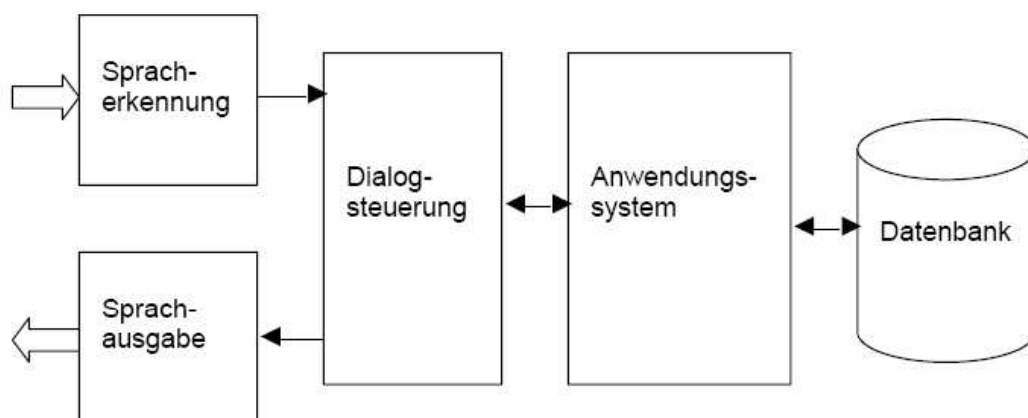 Sprach-
erkennung
Dialog-
steuerung
Anwendungs-
system
Datenbank
Sprach-
ausgabe